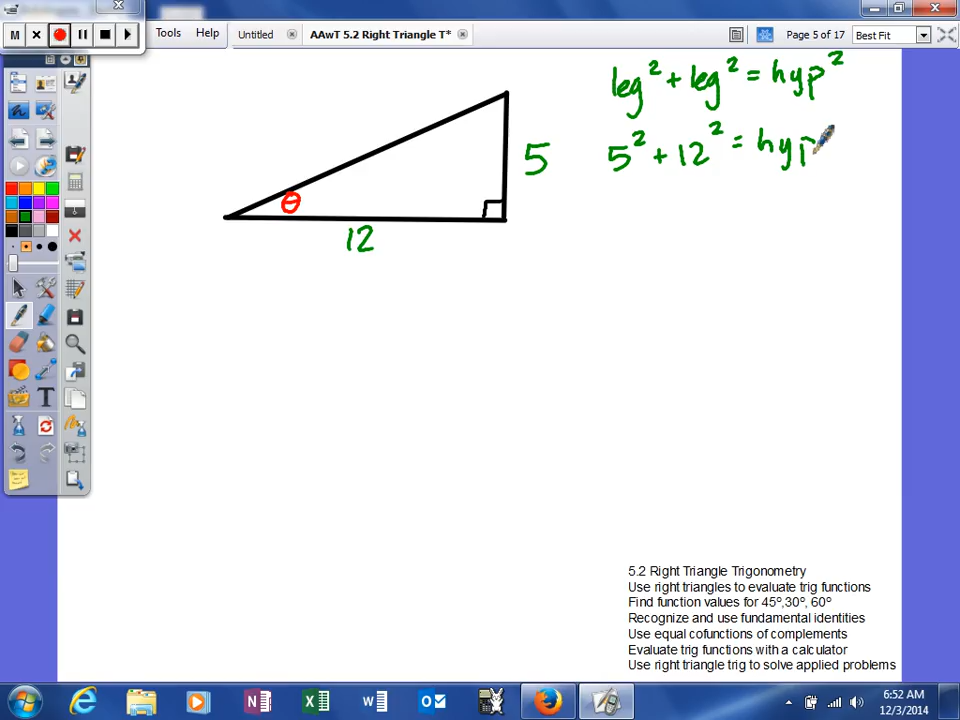 Tools Help Untitled AAwT 5.2 Right Triangle T* Page 5 of 17 Best Fit
leg² + leg² = hyp²
5² + 12² = hyp
5
θ
12
5.2 Right Triangle Trigonometry
Use right triangles to evaluate trig functions
Find function values for 45º,30º, 60º
Recognize and use fundamental identities
Use equal cofunctions of complements
Evaluate trig functions with a calculator
Use right triangle trig to solve applied problems
6:52 AM
12/3/2014